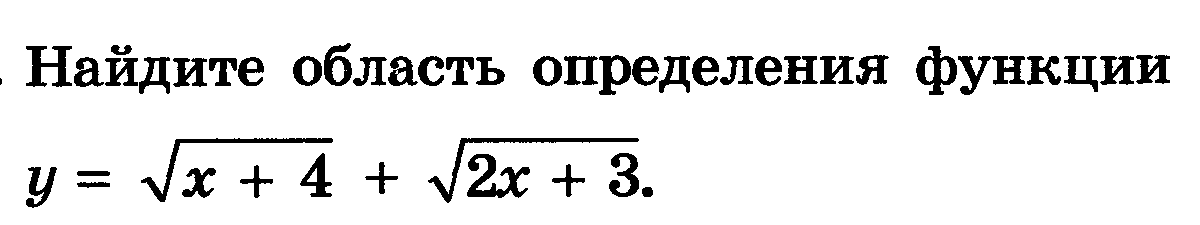 . Найдите область определения функции
y = √(x + 4) + √(2x + 3).